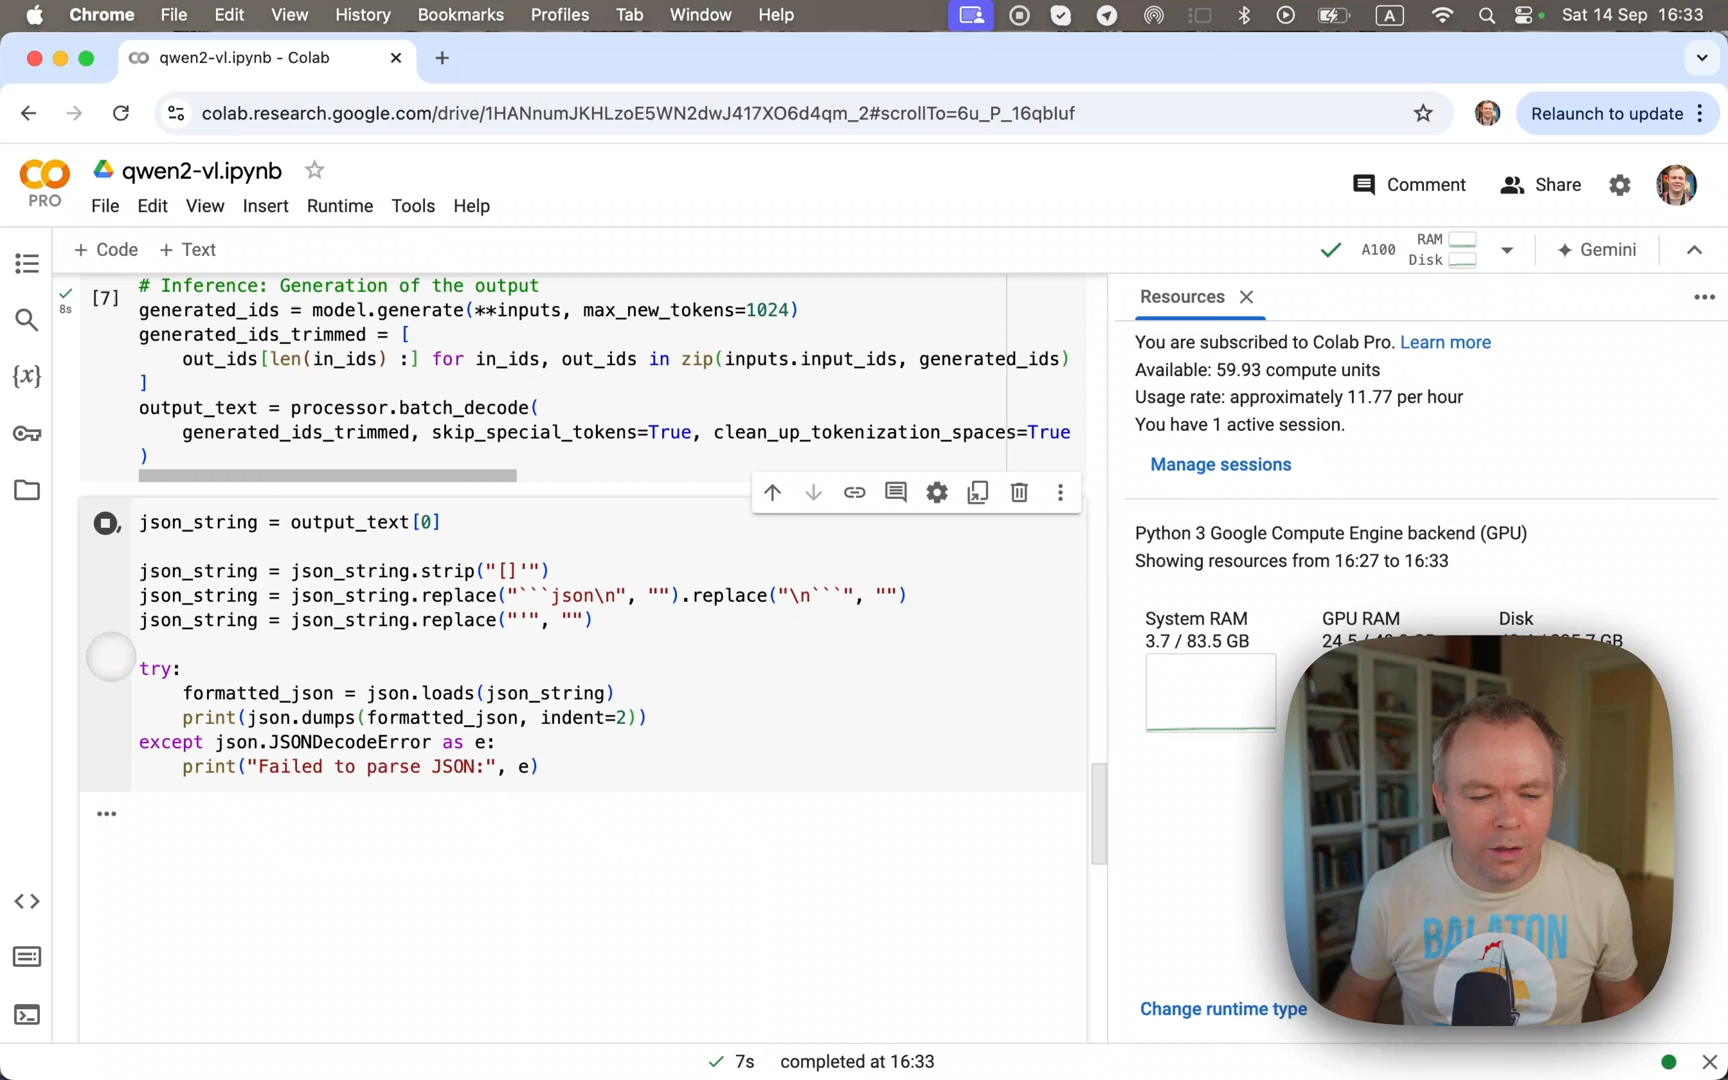 Chrome File Edit View History Bookmarks Profiles Tab Window Help A Sat 14 Sep 16:33
qwen2-vl.ipynb - Colab
colab.research.google.com/drive/1HANnumJKHLzoE5WN2dwJ417XO6d4qm_2#scrollTo=6u_P_16qbIuf Relaunch to update
CO
PRO
qwen2-vl.ipynb
File Edit View Insert Runtime Tools Help
Comment Share
+ Code + Text
A100 RAM Disk Gemini
[7]
8s
# Inference: Generation of the output
generated_ids = model.generate(**inputs, max_new_tokens=1024)
generated_ids_trimmed = [
out_ids[len(in_ids) :] for in_ids, out_ids in zip(inputs.input_ids, generated_ids)
]
output_text = processor.batch_decode(
generated_ids_trimmed, skip_special_tokens=True, clean_up_tokenization_spaces=True
)
json_string = output_text[0]
json_string = json_string.strip("[]'")
json_string = json_string.replace("```json\n", "").replace("\n```", "")
json_string = json_string.replace("'", "")
try:
formatted_json = json.loads(json_string)
print(json.dumps(formatted_json, indent=2))
except json.JSONDecodeError as e:
print("Failed to parse JSON:", e)
Resources
You are subscribed to Colab Pro. Learn more
Available: 59.93 compute units
Usage rate: approximately 11.77 per hour
You have 1 active session.
Manage sessions
Python 3 Google Compute Engine backend (GPU)
Showing resources from 16:27 to 16:33
System RAM GPU RAM Disk
3.7 / 83.5 GB 24.5 /
BALATON
Change runtime type
7s completed at 16:33